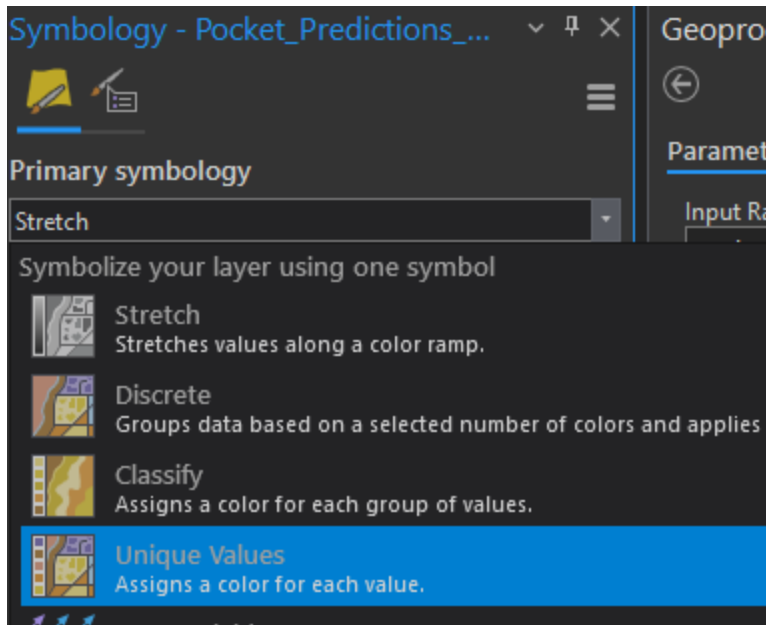 Symbology - Pocket_Predictions_...
Geopro
Primary symbology
Paramet
Stretch
Input Ra
Symbolize your layer using one symbol
Stretch
Stretches values along a color ramp.
Discrete
Groups data based on a selected number of colors and applies
Classify
Assigns a color for each group of values.
Unique Values
Assigns a color for each value.